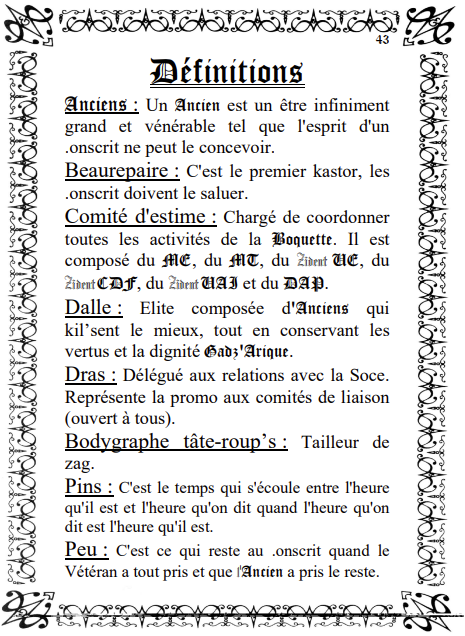 43
Définitions
Anciens : Un Ancien est un être infiniment
grand et vénérable tel que l'esprit d'un
.onscrit ne peut le concevoir.
Beaurepaire : C'est le premier kastor, les
.onscrit doivent le saluer.
Comité d'estime : Chargé de coordonner
toutes les activités de la Boquette. Il est
composé du ME, du MT, du Zident UE, du
Zident CDF, du Zident UAI et du DAP.
Dalle : Elite composée d'Anciens qui
kil'sent le mieux, tout en conservant les
vertus et la dignité Gadz'Arique.
Dras : Délégué aux relations avec la Soce.
Représente la promo aux comités de liaison
(ouvert à tous).
Bodygraphe tâte-roup's : Tailleur de
zag.
Pins : C'est le temps qui s'écoule entre l'heure
qu'il est et l'heure qu'on dit quand l'heure qu'on
dit est l'heure qu'il est.
Peu : C'est ce qui reste au .onscrit quand le
Vétéran a tout pris et que l'Ancien a pris le reste.